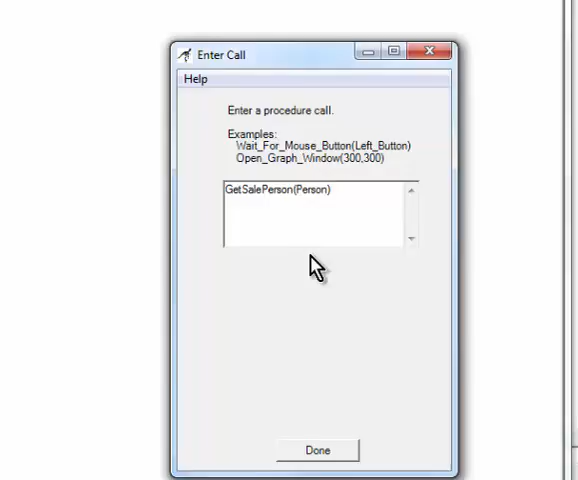 Enter Call
Help
Enter a procedure call.
Examples:
Wait_For_Mouse_Button(Left_Button)
Open_Graph_Window(300,300)
GetSalePerson(Person)
Done